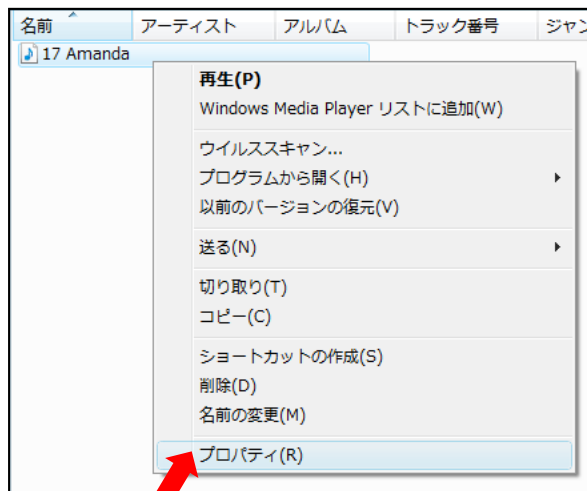 名前 アーティスト アルバム トラック番号 ジャン
17 Amanda
再生(P)
Windows Media Player リストに追加(W)
ウイルススキャン...
プログラムから開く(H)
以前のバージョンの復元(V)
送る(N)
切り取り(T)
コピー(C)
ショートカットの作成(S)
削除(D)
名前の変更(M)
プロパティ(R)